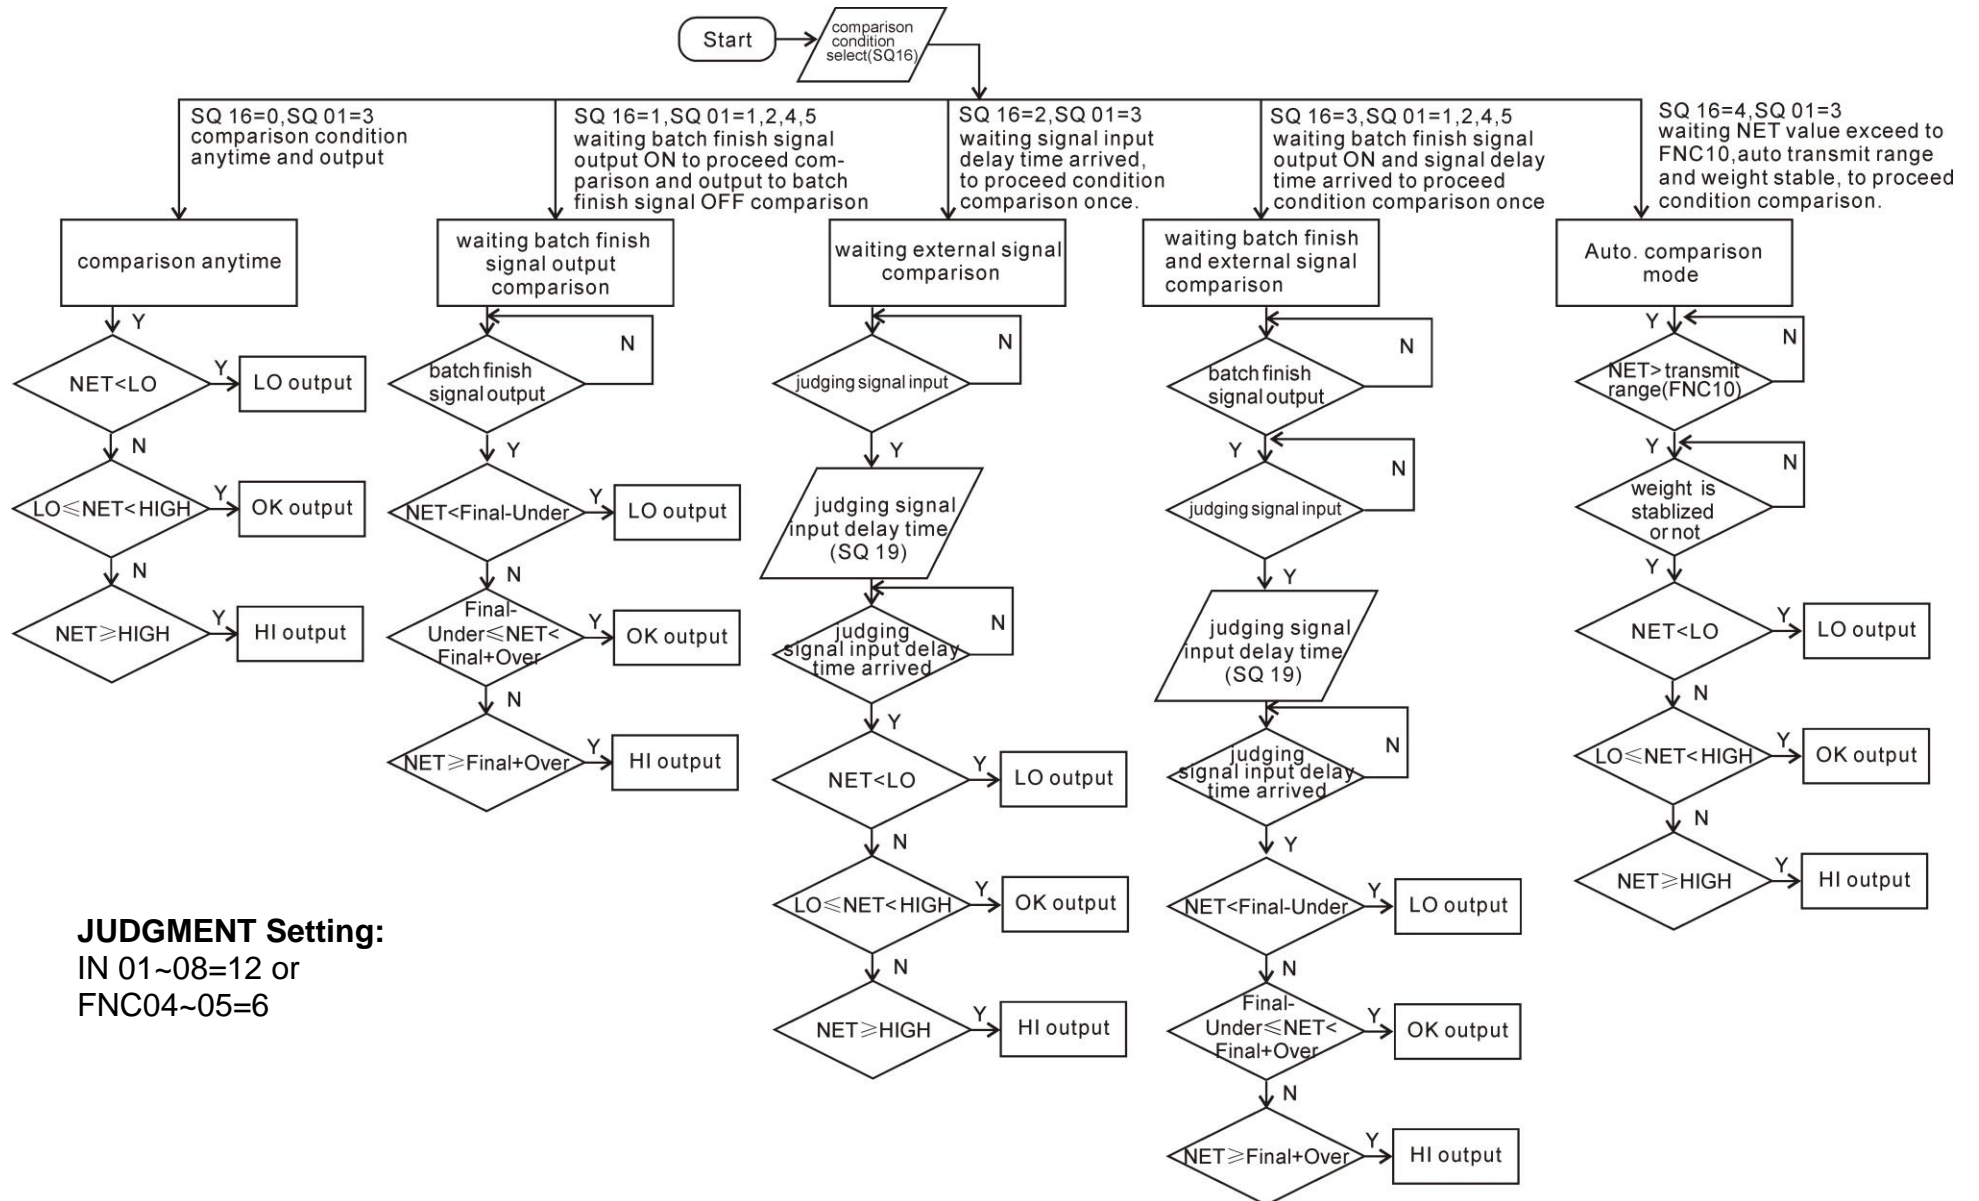 Start
comparison
condition
select(SQ16)
SQ 16=0,SQ 01=3
comparison condition
anytime and output
comparison anytime
Y
NET<LO
Y
LO output
N
LO≤NET<HIGH
Y
OK output
N
NET≥HIGH
Y
HI output
SQ 16=1,SQ 01=1,2,4,5
waiting batch finish signal
output ON to proceed com-
parison and output to batch
finish signal OFF comparison
waiting batch finish
signal output
comparison
N
batch finish
signal output
Y
NET<Final-Under
Y
LO output
N
Final-
Under≤NET<
Final+Over
Y
OK output
N
NET≥Final+Over
Y
HI output
SQ 16=2,SQ 01=3
waiting signal input
delay time arrived,
to proceed condition
comparison once.
waiting external signal
comparison
N
judging signal input
Y
judging signal
input delay time
(SQ 19)
N
judging
signal input delay
time arrived
Y
NET<LO
Y
LO output
N
LO≤NET<HIGH
Y
OK output
N
NET≥HIGH
Y
HI output
SQ 16=3,SQ 01=1,2,4,5
waiting batch finish signal
output ON and signal delay
time arrived to proceed
condition comparison once
waiting batch finish
and external signal
comparison
N
batch finish
signal output
Y
N
judging signal input
Y
judging signal
input delay time
(SQ 19)
N
judging
signal input delay
time arrived
Y
NET<Final-Under
Y
LO output
N
Final-
Under≤NET<
Final+Over
Y
OK output
N
NET≥Final+Over
Y
HI output
SQ 16=4,SQ 01=3
waiting NET value exceed to
FNC10,auto transmit range
and weight stable, to proceed
condition comparison.
Auto. comparison
mode
Y
N
NET>transmit
range(FNC10)
Y
N
weight is
stablized
or not
Y
NET<LO
Y
LO output
N
LO≤NET<HIGH
Y
OK output
N
NET≥HIGH
Y
HI output
JUDGMENT Setting:
IN 01~08=12 or
FNC04~05=6